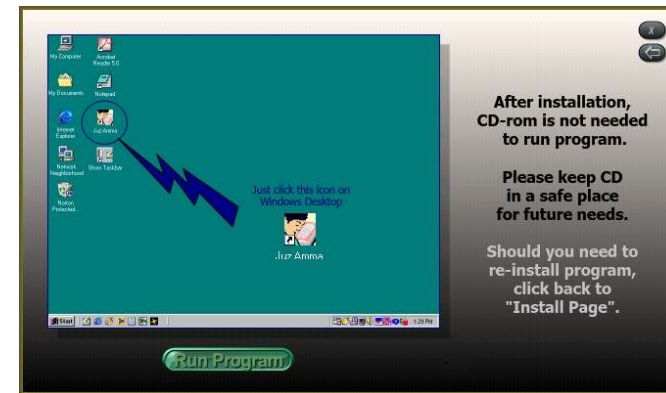 X
My Computer
Acrobat
Reader 5.0
My Documents
Notepad
Internet
Explorer
Juz Amma
Network
Neighborhood
Show Taskbar
Norton
Protected...
Just click this icon on
Windows Desktop
Juz Amma
Start
1:29 PM
Run Program
After installation,
CD-rom is not needed
to run program.
Please keep CD
in a safe place
for future needs.
Should you need to
re-install program,
click back to
"Install Page".